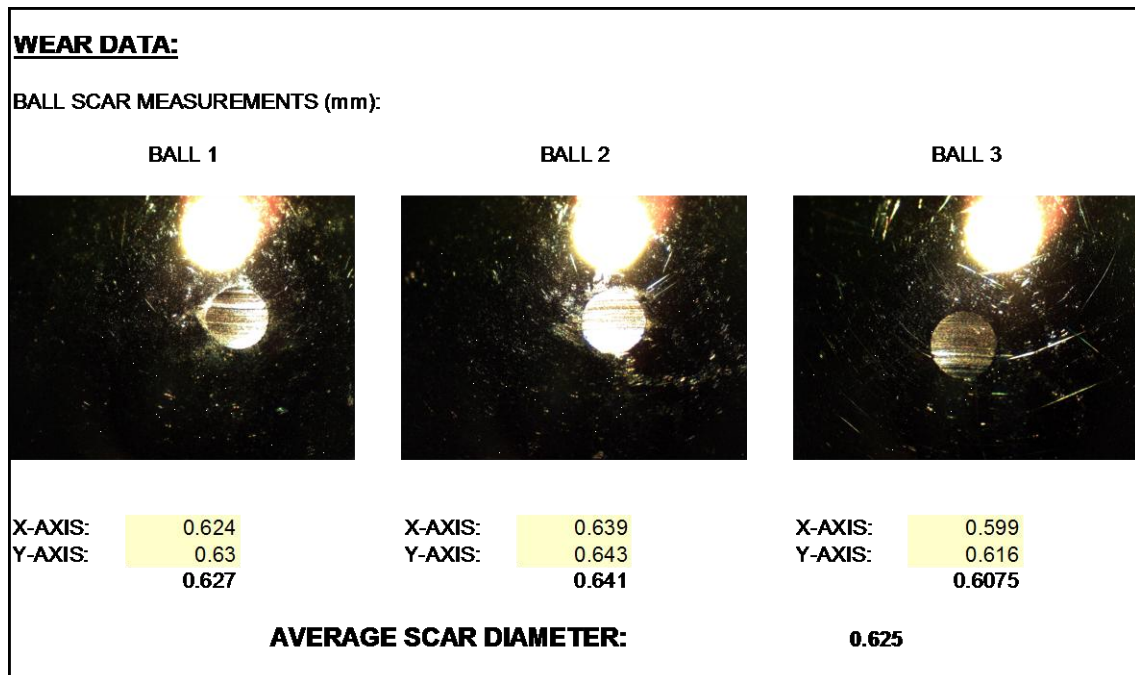 WEAR DATA:
BALL SCAR MEASUREMENTS (mm):
BALL 1 BALL 2 BALL 3
X-AXIS: 0.624 X-AXIS: 0.639 X-AXIS: 0.599
Y-AXIS: 0.63 Y-AXIS: 0.643 Y-AXIS: 0.616
0.627 0.641 0.6075
AVERAGE SCAR DIAMETER: 0.625